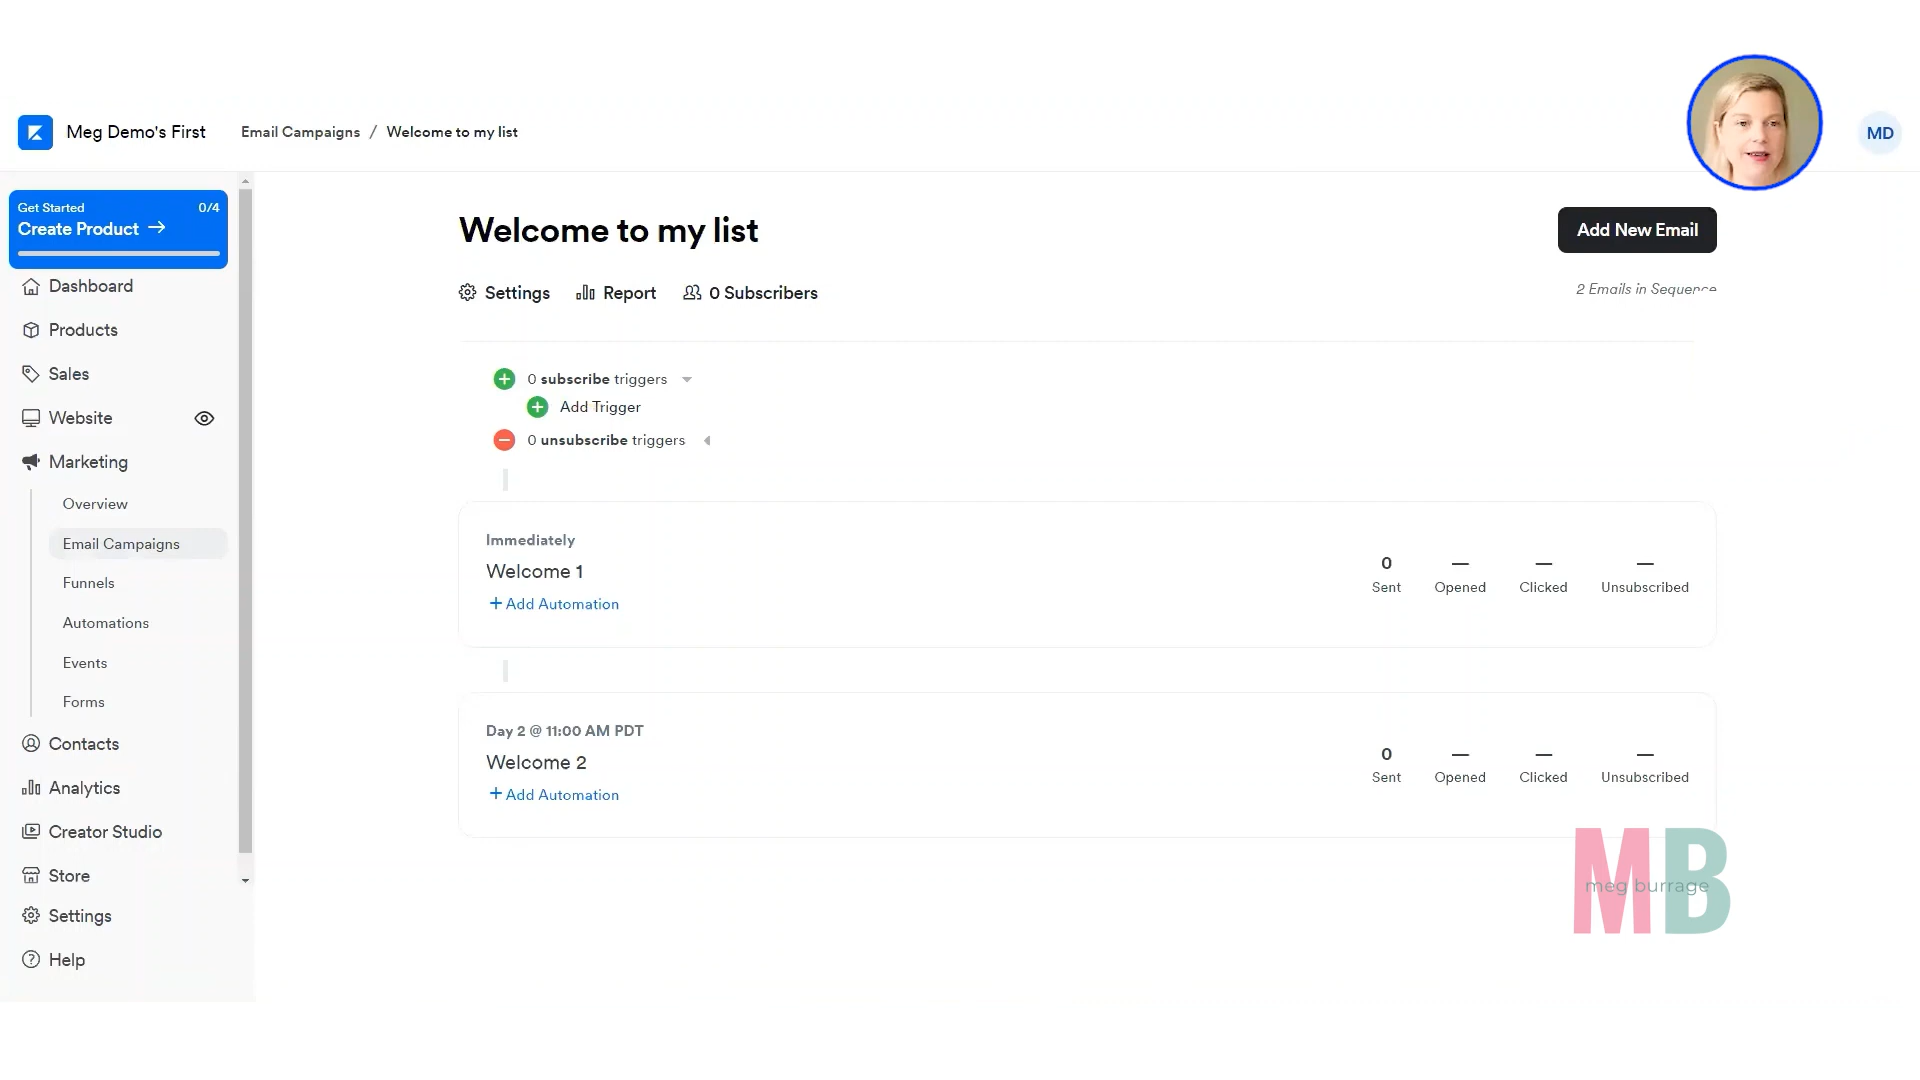 Meg Demo's First
Email Campaigns / Welcome to my list
MD
Get Started 0/4
Create Product →
Dashboard
Products
Sales
Website
Marketing
Overview
Email Campaigns
Funnels
Automations
Events
Forms
Contacts
Analytics
Creator Studio
Store
Settings
Help
Welcome to my list
Add New Email
Settings Report 0 Subscribers
2 Emails in Sequence
0 subscribe triggers
Add Trigger
0 unsubscribe triggers
Immediately
Welcome 1
+ Add Automation
0 — — —
Sent Opened Clicked Unsubscribed
Day 2 @ 11:00 AM PDT
Welcome 2
+ Add Automation
0 — — —
Sent Opened Clicked Unsubscribed
MB
meg burrage